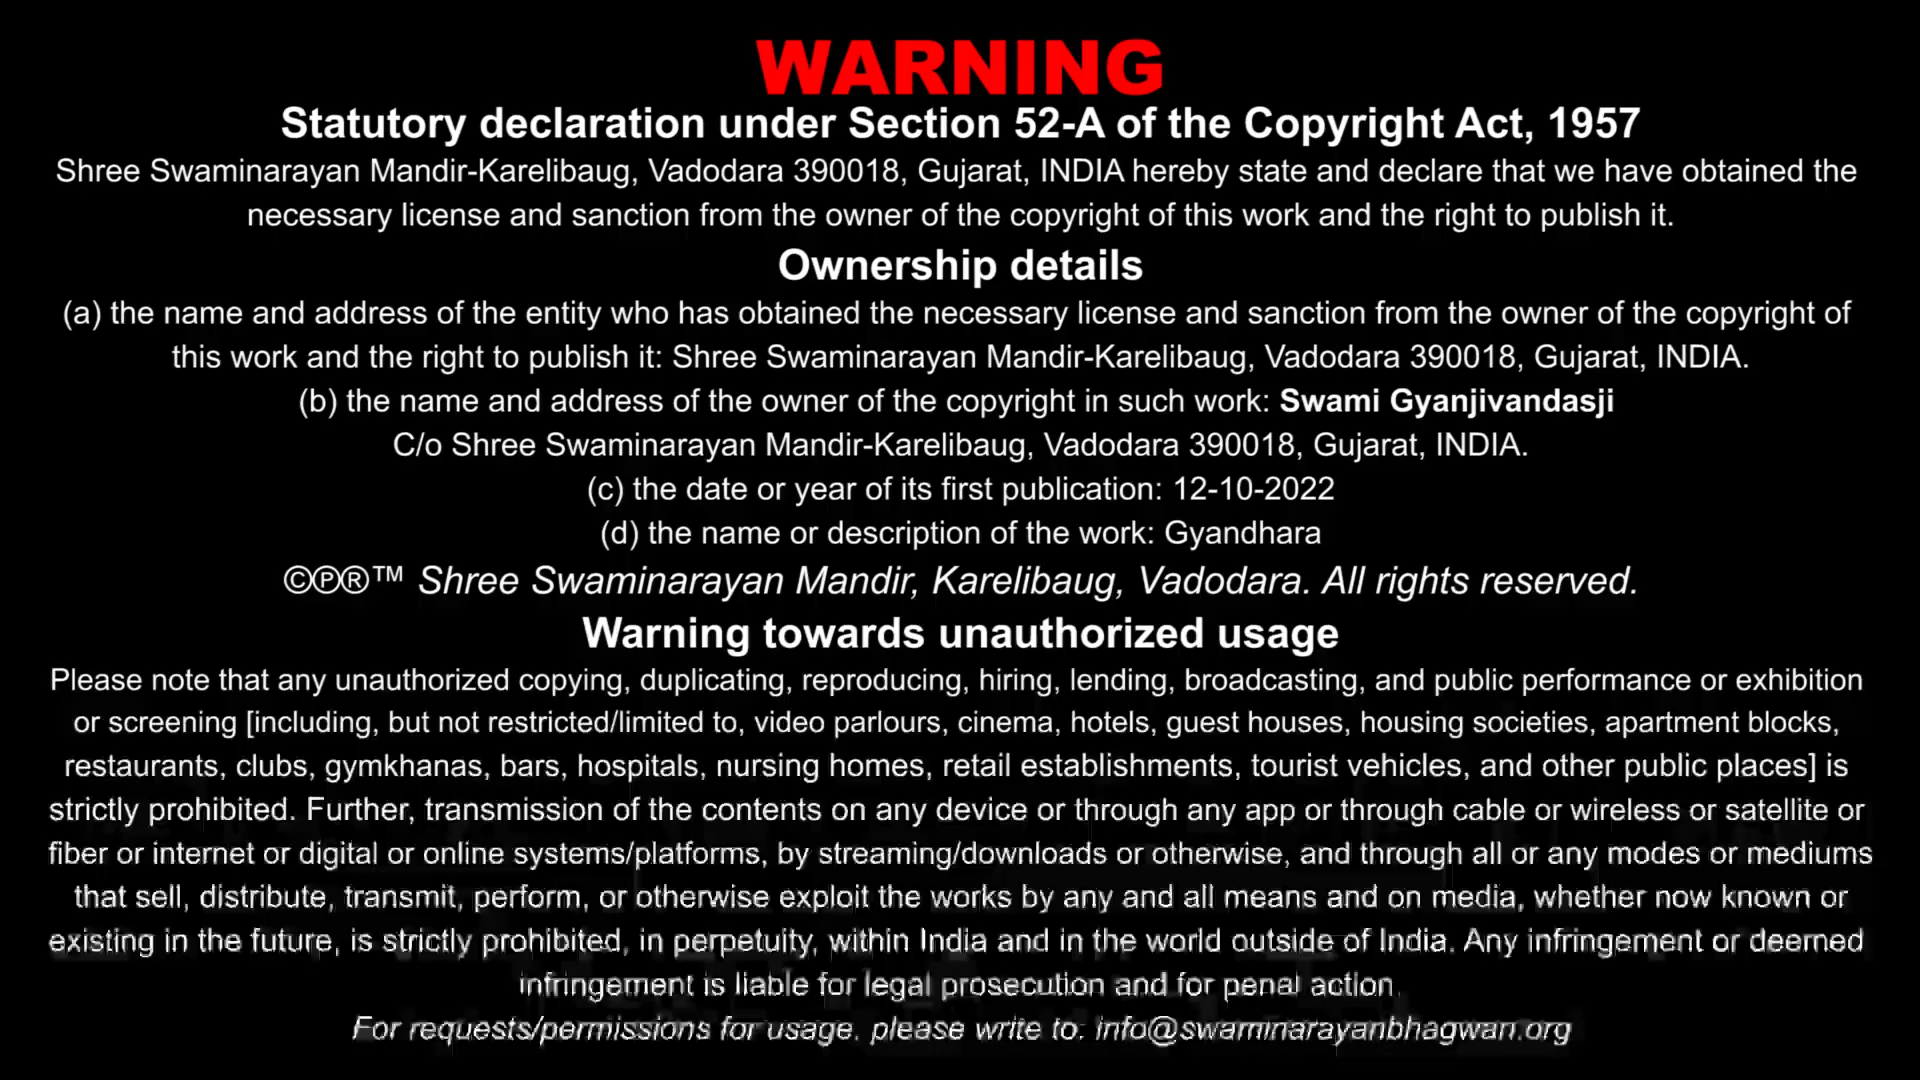 WARNING
Statutory declaration under Section 52-A of the Copyright Act, 1957
Shree Swaminarayan Mandir-Karelibaug, Vadodara 390018, Gujarat, INDIA hereby state and declare that we have obtained the
necessary license and sanction from the owner of the copyright of this work and the right to publish it.
Ownership details
(a) the name and address of the entity who has obtained the necessary license and sanction from the owner of the copyright of
this work and the right to publish it: Shree Swaminarayan Mandir-Karelibaug, Vadodara 390018, Gujarat, INDIA.
(b) the name and address of the owner of the copyright in such work: Swami Gyanjivandasji
C/o Shree Swaminarayan Mandir-Karelibaug, Vadodara 390018, Gujarat, INDIA.
(c) the date or year of its first publication: 12-10-2022
(d) the name or description of the work: Gyandhara
©℗®™ Shree Swaminarayan Mandir, Karelibaug, Vadodara. All rights reserved.
Warning towards unauthorized usage
Please note that any unauthorized copying, duplicating, reproducing, hiring, lending, broadcasting, and public performance or exhibition
or screening [including, but not restricted/limited to, video parlours, cinema, hotels, guest houses, housing societies, apartment blocks,
restaurants, clubs, gymkhanas, bars, hospitals, nursing homes, retail establishments, tourist vehicles, and other public places] is
strictly prohibited. Further, transmission of the contents on any device or through any app or through cable or wireless or satellite or
fiber or internet or digital or online systems/platforms, by streaming/downloads or otherwise, and through all or any modes or mediums
that sell, distribute, transmit, perform, or otherwise exploit the works by any and all means and on media, whether now known or
existing in the future, is strictly prohibited, in perpetuity, within India and in the world outside of India. Any infringement or deemed
infringement is liable for legal prosecution and for penal action.
For requests/permissions for usage, please write to: info@swaminarayanbhagwan.org